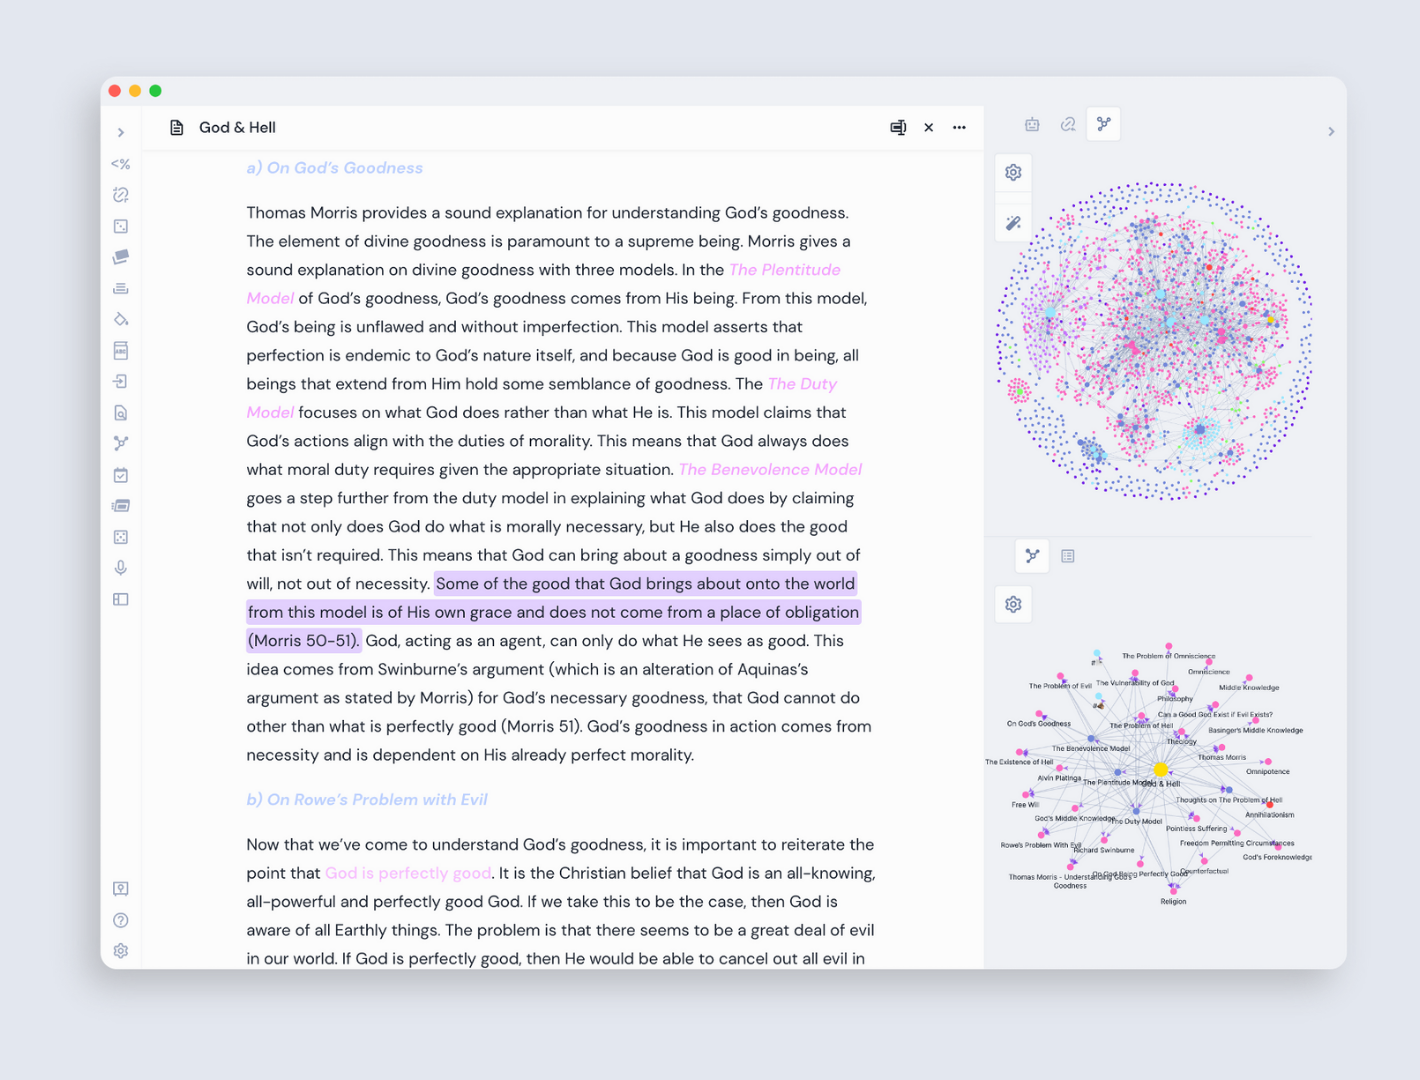 God & Hell
<%
ABC
a) On God's Goodness
Thomas Morris provides a sound explanation for understanding God's goodness.
The element of divine goodness is paramount to a supreme being. Morris gives a
sound explanation on divine goodness with three models. In the The Plentitude
Model of God's goodness, God's goodness comes from His being. From this model,
God's being is unflawed and without imperfection. This model asserts that
perfection is endemic to God's nature itself, and because God is good in being, all
beings that extend from Him hold some semblance of goodness. The The Duty
Model focuses on what God does rather than what He is. This model claims that
God's actions align with the duties of morality. This means that God always does
what moral duty requires given the appropriate situation. The Benevolence Model
goes a step further from the duty model in explaining what God does by claiming
that not only does God do what is morally necessary, but He also does the good
that isn't required. This means that God can bring about a goodness simply out of
will, not out of necessity. Some of the good that God brings about onto the world
from this model is of His own grace and does not come from a place of obligation
(Morris 50-51). God, acting as an agent, can only do what He sees as good. This
idea comes from Swinburne's argument (which is an alteration of Aquinas's
argument as stated by Morris) for God's necessary goodness, that God cannot do
other than what is perfectly good (Morris 51). God's goodness in action comes from
necessity and is dependent on His already perfect morality.
b) On Rowe's Problem with Evil
Now that we've come to understand God's goodness, it is important to reiterate the
point that God is perfectly good. It is the Christian belief that God is an all-knowing,
all-powerful and perfectly good God. If we take this to be the case, then God is
aware of all Earthly things. The problem is that there seems to be a great deal of evil
in our world. If God is perfectly good, then He would be able to cancel out all evil in
The Problem of Omniscience
Omniscience
The Problem of Evil
The Vulnerability of God
Middle Knowledge
Philosophy
Can a Good God Exist if Evil Exists?
On God's Goodness
The Problem of Hell
Basinger's Middle Knowledge
Theology
The Benevolence Model
Thomas Morris
The Existence of Hell
Omnipotence
Alvin Platinga
The Plentitude Model
God & Hell
Free Will
Thoughts on The Problem of Hell
Annihilationism
God's Middle Knowledge
The Duty Model
Pointless Suffering
Rowe's Problem With Evil
Richard Swinburne
Freedom Permitting Circumstances
God's Foreknowledge
Thomas Morris - Understanding God's
Goodness
On God Being Perfectly Good
Counterfactual
Religion